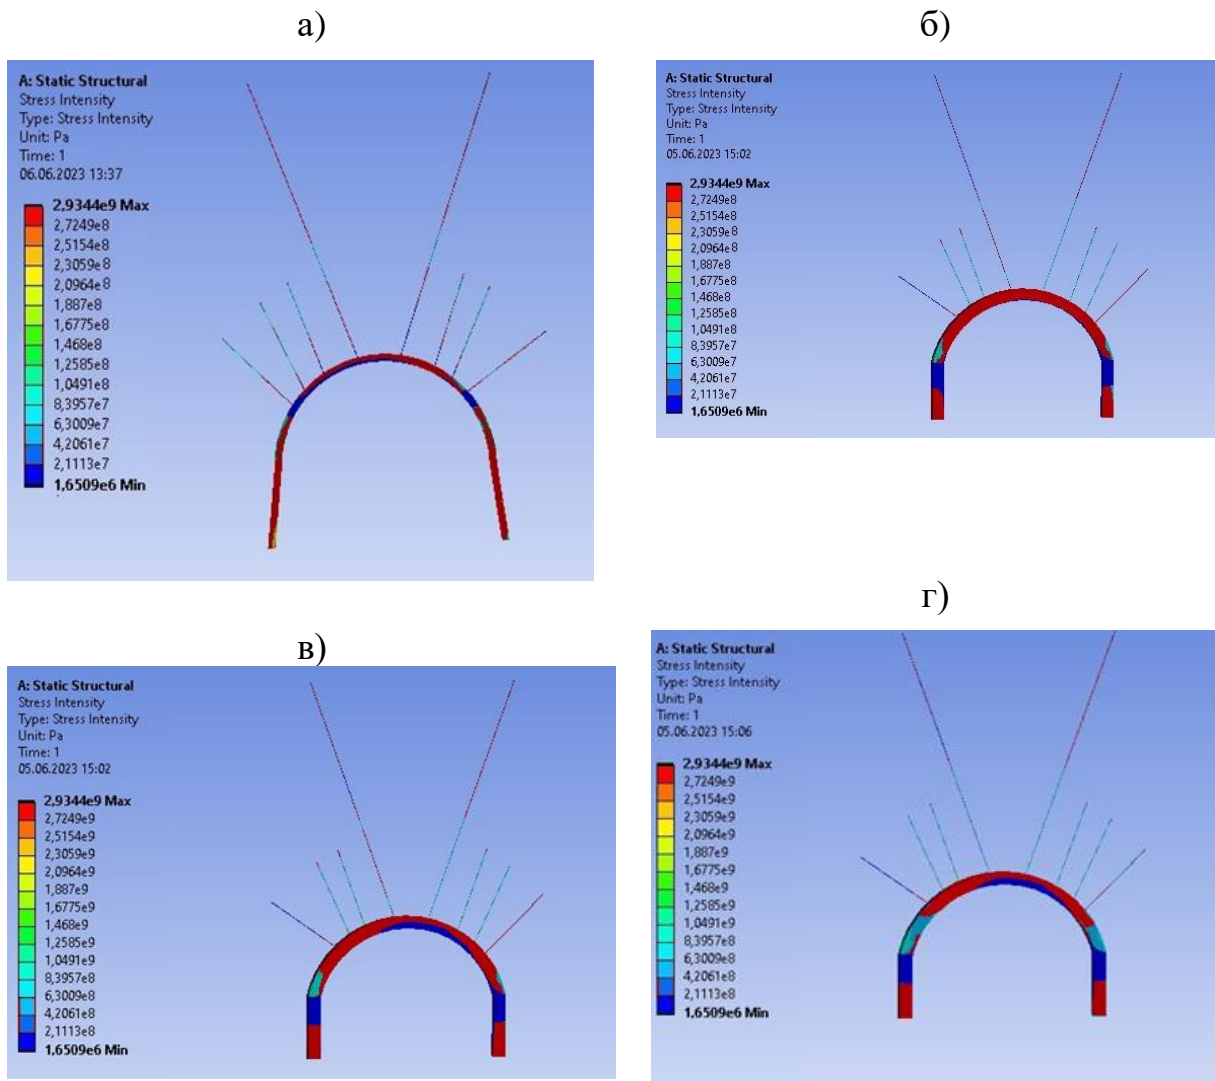 а)
A: Static Structural
Stress Intensity
Type: Stress Intensity
Unit: Pa
Time: 1
06.06.2023 13:37
2,9344e9 Max
2,7249e8
2,5154e8
2,3059e8
2,0964e8
1,887e8
1,6775e8
1,468e8
1,2585e8
1,0491e8
8,3957e7
6,3009e7
4,2061e7
2,1113e7
1,6509e6 Min
б)
A: Static Structural
Stress Intensity
Type: Stress Intensity
Unit: Pa
Time: 1
05.06.2023 15:02
2,9344e9 Max
2,7249e8
2,5154e8
2,3059e8
2,0964e8
1,887e8
1,6775e8
1,468e8
1,2585e8
1,0491e8
8,3957e7
6,3009e7
4,2061e7
2,1113e7
1,6509e6 Min
в)
A: Static Structural
Stress Intensity
Type: Stress Intensity
Unit: Pa
Time: 1
05.06.2023 15:02
2,9344e9 Max
2,7249e9
2,5154e9
2,3059e9
2,0964e9
1,887e9
1,6775e9
1,468e9
1,2585e9
1,0491e9
8,3957e8
6,3009e8
4,2061e8
2,1113e8
1,6509e6 Min
г)
A: Static Structural
Stress Intensity
Type: Stress Intensity
Unit: Pa
Time: 1
05.06.2023 15:06
2,9344e9 Max
2,7249e9
2,5154e9
2,3059e9
2,0964e9
1,887e9
1,6775e9
1,468e9
1,2585e9
1,0491e9
8,3957e8
6,3009e8
4,2061e8
2,1113e8
1,6509e6 Min